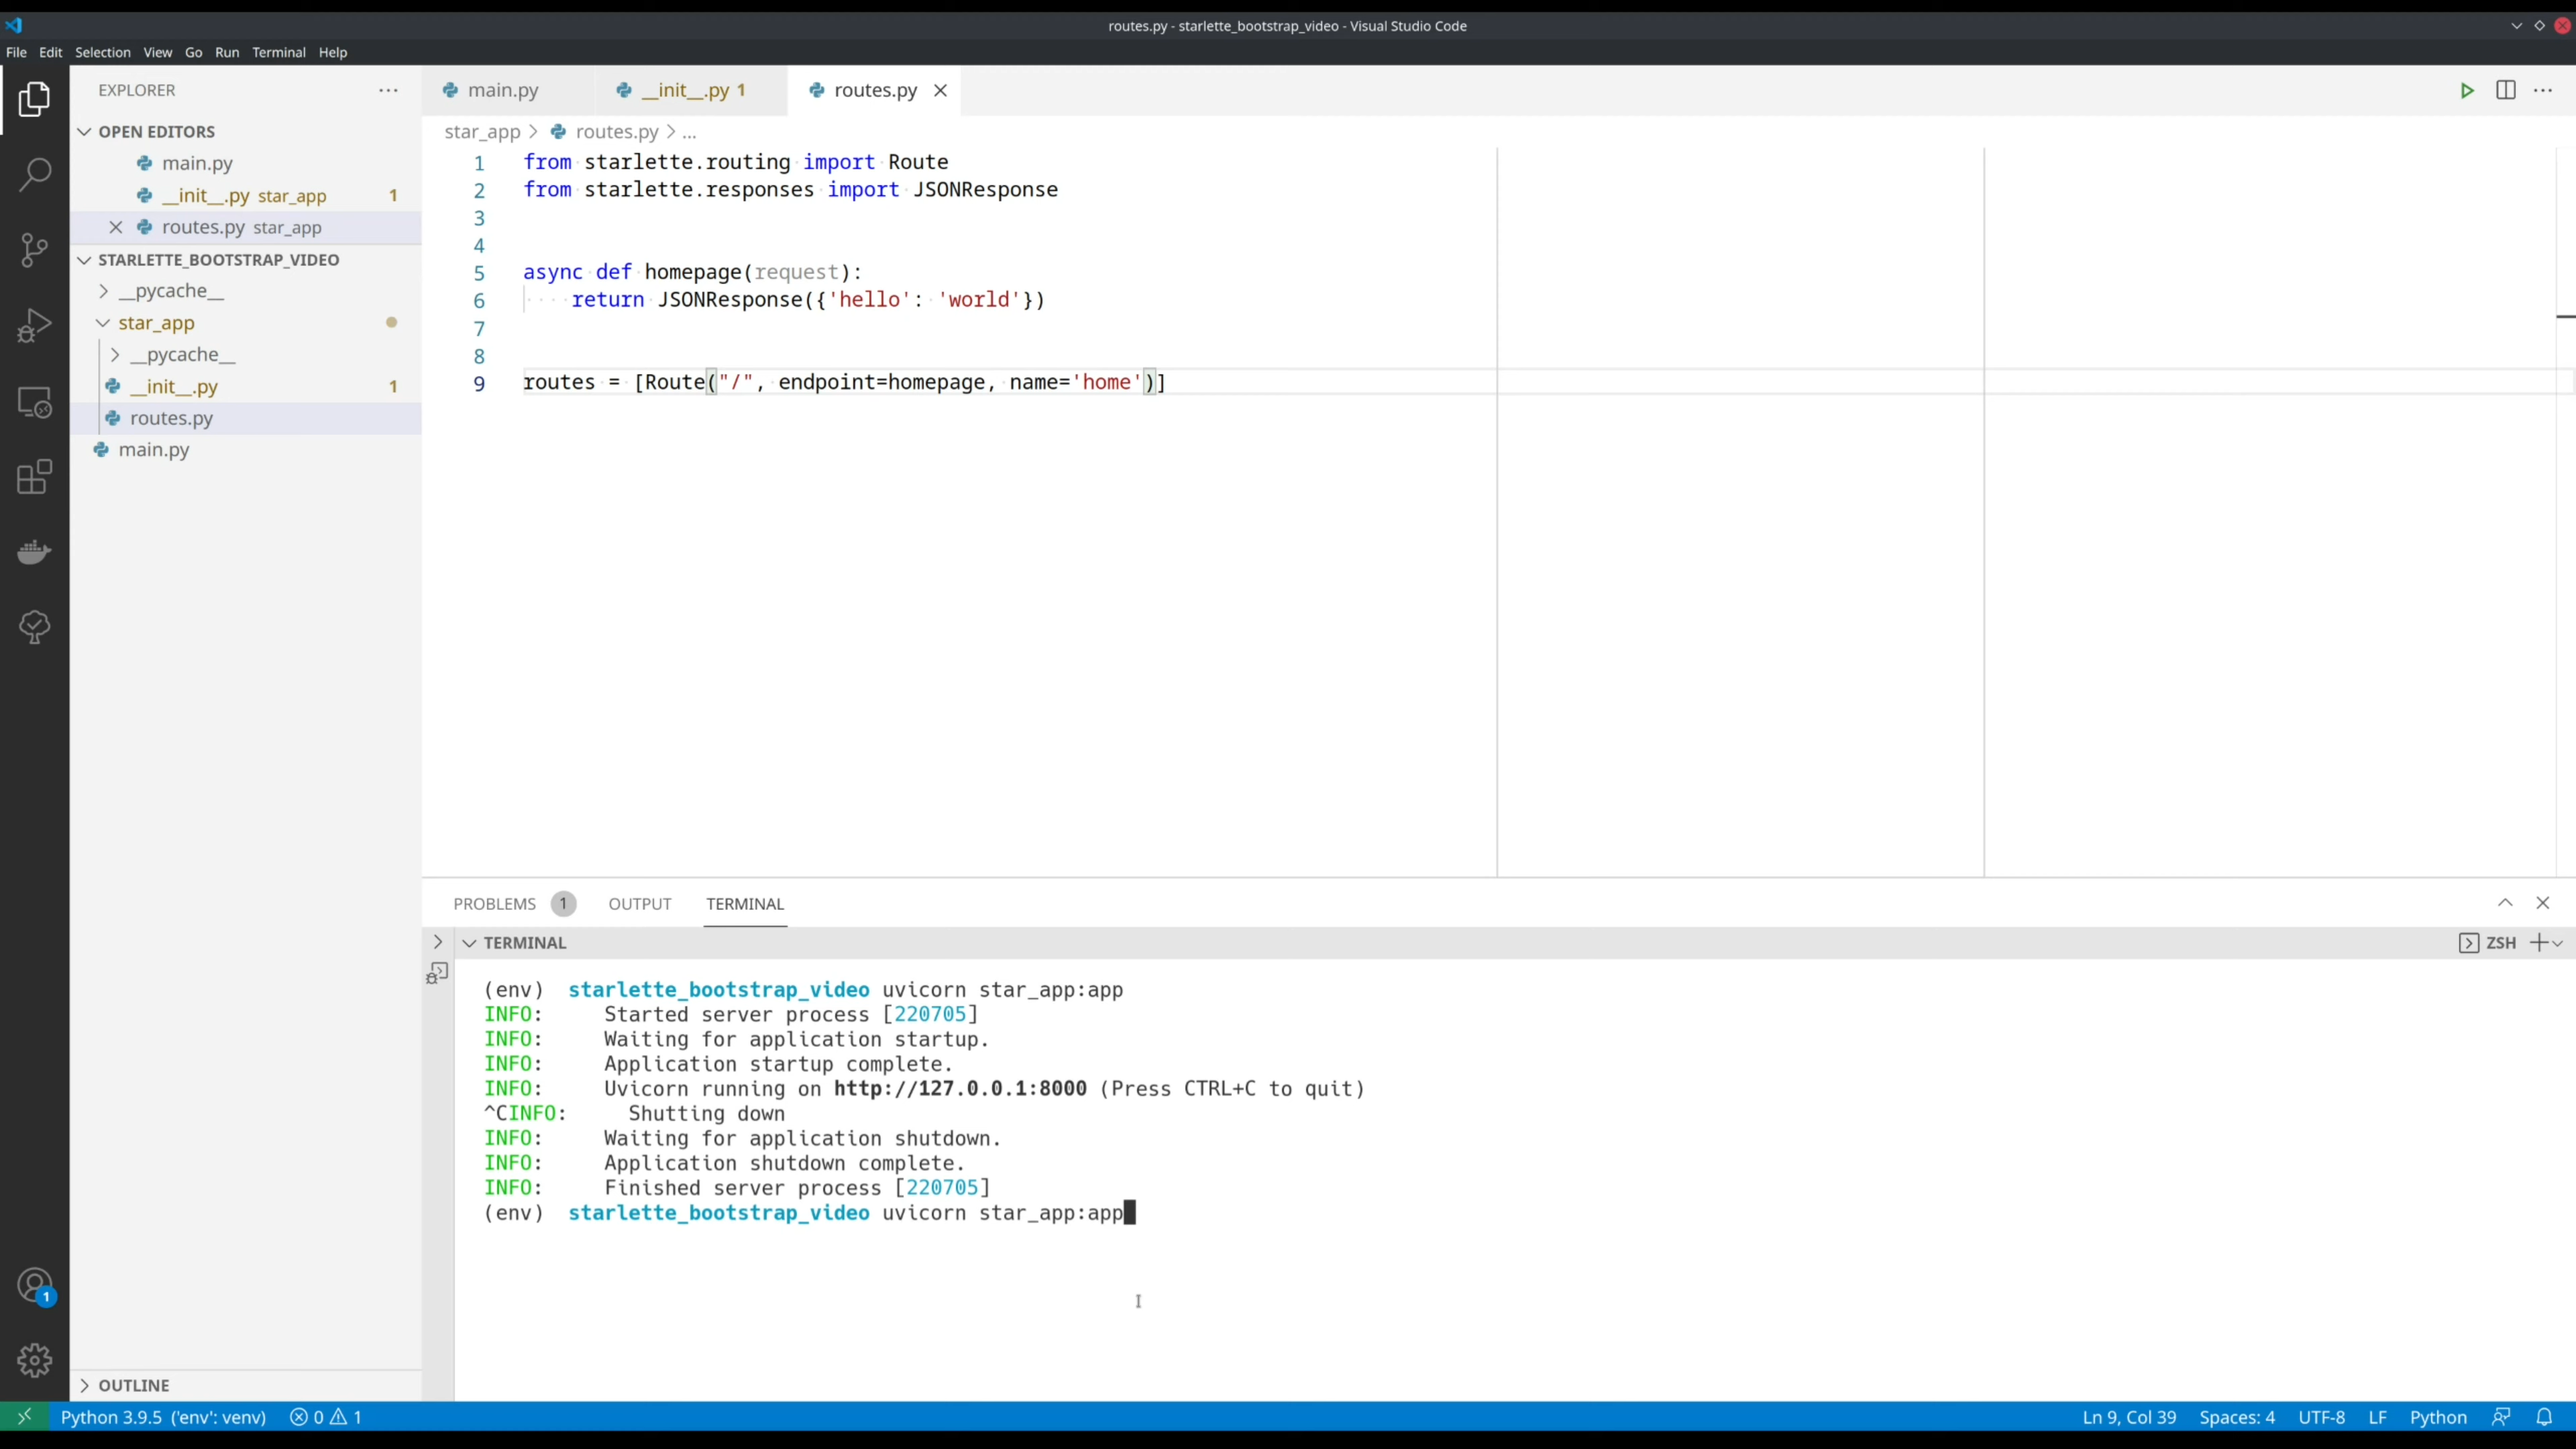 routes.py - starlette_bootstrap_video - Visual Studio Code
File Edit Selection View Go Run Terminal Help
EXPLORER
OPEN EDITORS
main.py
__init__.py star_app 1
routes.py star_app
STARLETTE_BOOTSTRAP_VIDEO
__pycache__
star_app
__pycache__
__init__.py 1
routes.py
main.py
OUTLINE
main.py __init__.py 1 routes.py
star_app > routes.py > ...
1 from starlette.routing import Route
2 from starlette.responses import JSONResponse
3
4
5 async def homepage(request):
6 return JSONResponse({'hello': 'world'})
7
8
9 routes = [Route("/", endpoint=homepage, name='home')]
PROBLEMS 1 OUTPUT TERMINAL
TERMINAL ZSH
(env) starlette_bootstrap_video uvicorn star_app:app
INFO: Started server process [220705]
INFO: Waiting for application startup.
INFO: Application startup complete.
INFO: Uvicorn running on http://127.0.0.1:8000 (Press CTRL+C to quit)
^CINFO: Shutting down
INFO: Waiting for application shutdown.
INFO: Application shutdown complete.
INFO: Finished server process [220705]
(env) starlette_bootstrap_video uvicorn star_app:app
1
Python 3.9.5 ('env': venv) 0 1 Ln 9, Col 39 Spaces: 4 UTF-8 LF Python